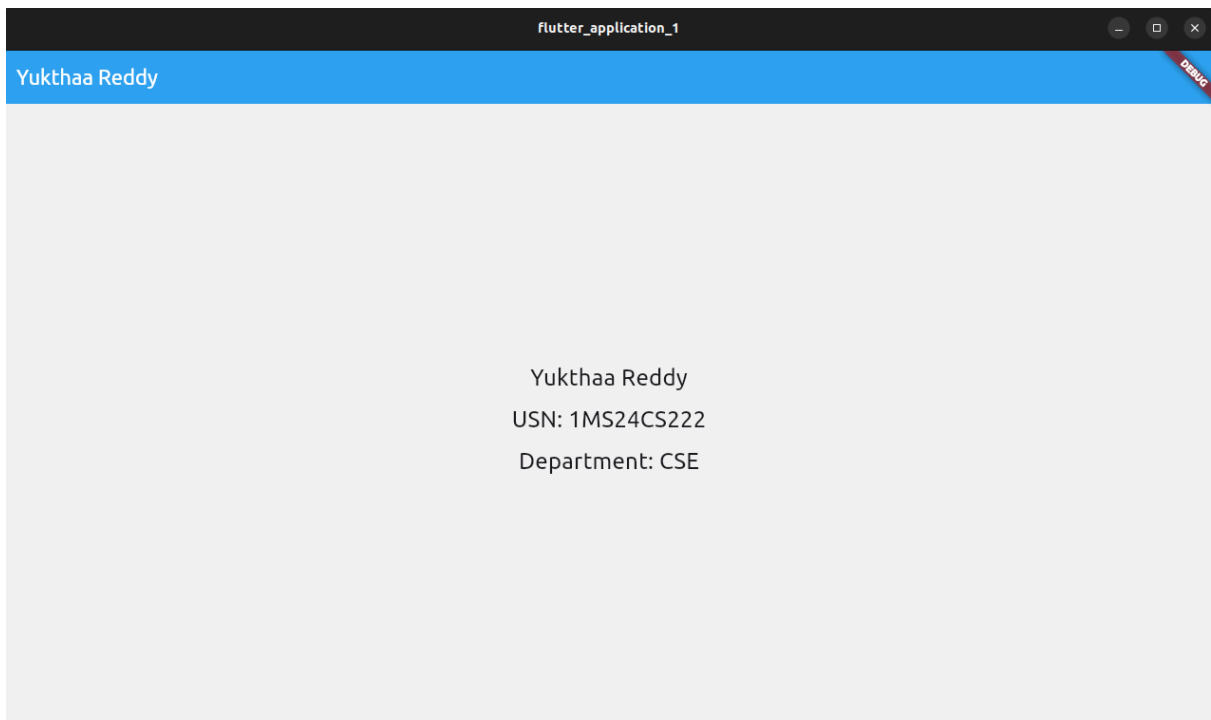 flutter_application_1
Yukthaa Reddy
DEBUG
Yukthaa Reddy
USN: 1MS24CS222
Department: CSE